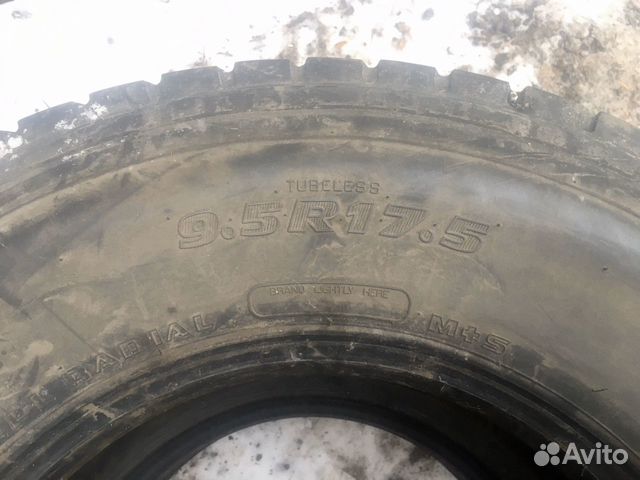 TUBELESS
9.5R17.5
BRAND LIGHTLY HERE
RADIAL
M+S
Avito